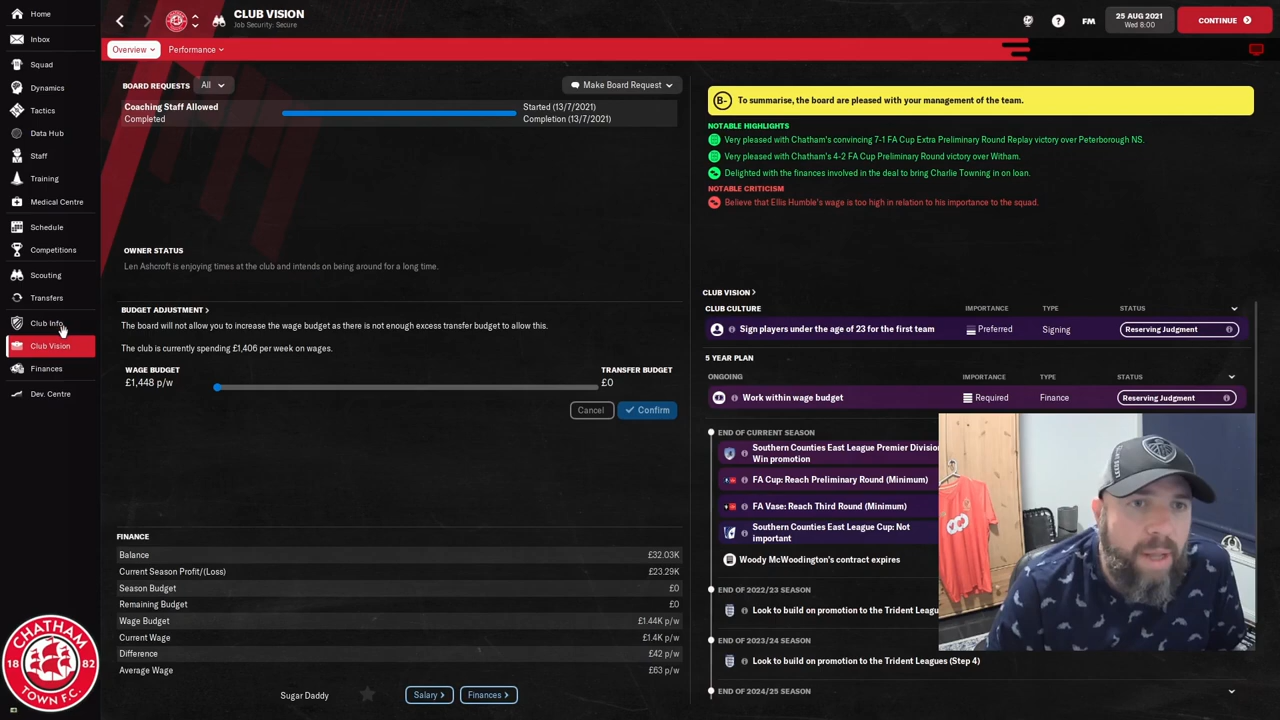 Home
Inbox
Squad
Dynamics
Tactics
Data Hub
Staff
Training
Medical Centre
Schedule
Competitions
Scouting
Transfers
Club Info
Club Vision
Finances
Dev. Centre
CHATHAM
18 82
TOWN F.C.
CLUB VISION
Job Security: Secure
FM
25 AUG 2021
Wed 8:00
CONTINUE
Overview
Performance
BOARD REQUESTS
All
Make Board Request
Coaching Staff Allowed
Completed
Started (13/7/2021)
Completion (13/7/2021)
OWNER STATUS
Len Ashcroft is enjoying times at the club and intends on being around for a long time.
BUDGET ADJUSTMENT >
The board will not allow you to increase the wage budget as there is not enough excess transfer budget to allow this.
The club is currently spending £1,406 per week on wages.
WAGE BUDGET
£1,448 p/w
TRANSFER BUDGET
£0
Cancel
Confirm
FINANCE
Balance £32.03K
Current Season Profit/(Loss) £23.29K
Season Budget £0
Remaining Budget £0
Wage Budget £1.44K p/w
Current Wage £1.4K p/w
Difference £42 p/w
Average Wage £63 p/w
Sugar Daddy
Salary >
Finances >
B-
To summarise, the board are pleased with your management of the team.
NOTABLE HIGHLIGHTS
Very pleased with Chatham's convincing 7-1 FA Cup Extra Preliminary Round Replay victory over Peterborough NS.
Very pleased with Chatham's 4-2 FA Cup Preliminary Round victory over Witham.
Delighted with the finances involved in the deal to bring Charlie Towning in on loan.
NOTABLE CRITICISM
Believe that Ellis Humble's wage is too high in relation to his importance to the squad.
CLUB VISION >
CLUB CULTURE IMPORTANCE TYPE STATUS
Sign players under the age of 23 for the first team Preferred Signing Reserving Judgment
5 YEAR PLAN
ONGOING IMPORTANCE TYPE STATUS
Work within wage budget Required Finance Reserving Judgment
END OF CURRENT SEASON
Southern Counties East League Premier Division
Win promotion
FA Cup: Reach Preliminary Round (Minimum)
FA Vase: Reach Third Round (Minimum)
Southern Counties East League Cup: Not
important
Woody McWoodington's contract expires
END OF 2022/23 SEASON
Look to build on promotion to the Trident Leagu
END OF 2023/24 SEASON
Look to build on promotion to the Trident Leagues (Step 4)
END OF 2024/25 SEASON